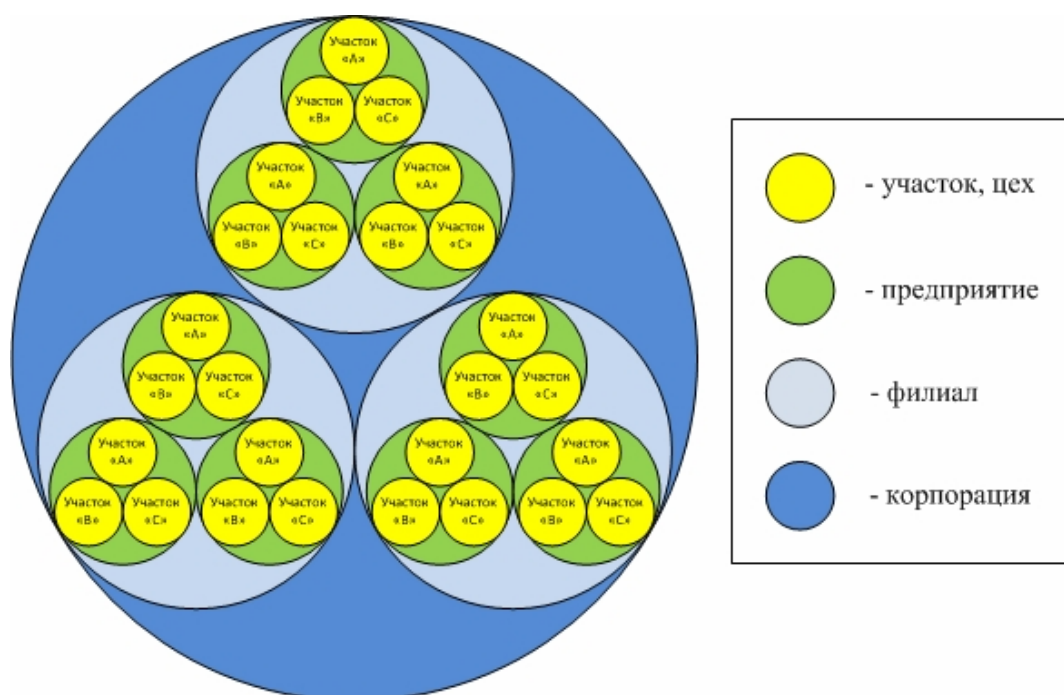 Участок
«А»
Участок
«В»
Участок
«С»
Участок
«А»
Участок
«В»
Участок
«С»
Участок
«А»
Участок
«В»
Участок
«С»
Участок
«А»
Участок
«В»
Участок
«С»
Участок
«А»
Участок
«В»
Участок
«С»
Участок
«А»
Участок
«В»
Участок
«С»
Участок
«А»
Участок
«В»
Участок
«С»
Участок
«А»
Участок
«В»
Участок
«С»
Участок
«А»
Участок
«В»
Участок
«С»
- участок, цех
- предприятие
- филиал
- корпорация